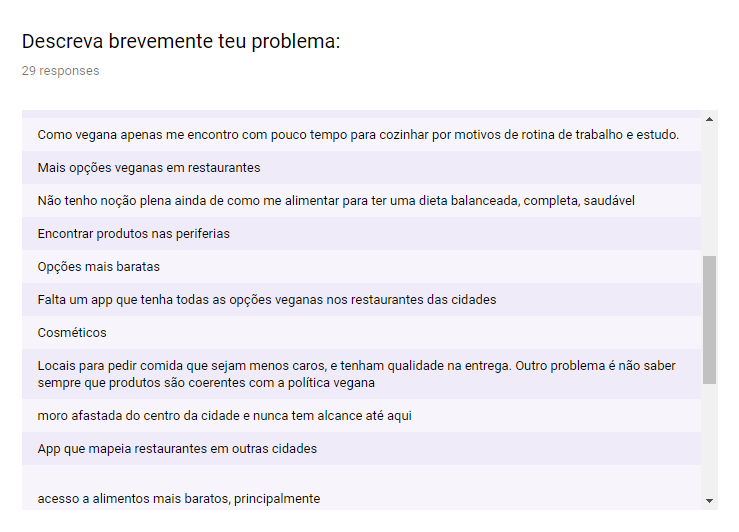 Descreva brevemente teu problema:
29 responses
Como vegana apenas me encontro com pouco tempo para cozinhar por motivos de rotina de trabalho e estudo.
Mais opções veganas em restaurantes
Não tenho noção plena ainda de como me alimentar para ter uma dieta balanceada, completa, saudável
Encontrar produtos nas periferias
Opções mais baratas
Falta um app que tenha todas as opções veganas nos restaurantes das cidades
Cosméticos
Locais para pedir comida que sejam menos caros, e tenham qualidade na entrega. Outro problema é não saber
sempre que produtos são coerentes com a política vegana
moro afastada do centro da cidade e nunca tem alcance até aqui
App que mapeia restaurantes em outras cidades
acesso a alimentos mais baratos, principalmente